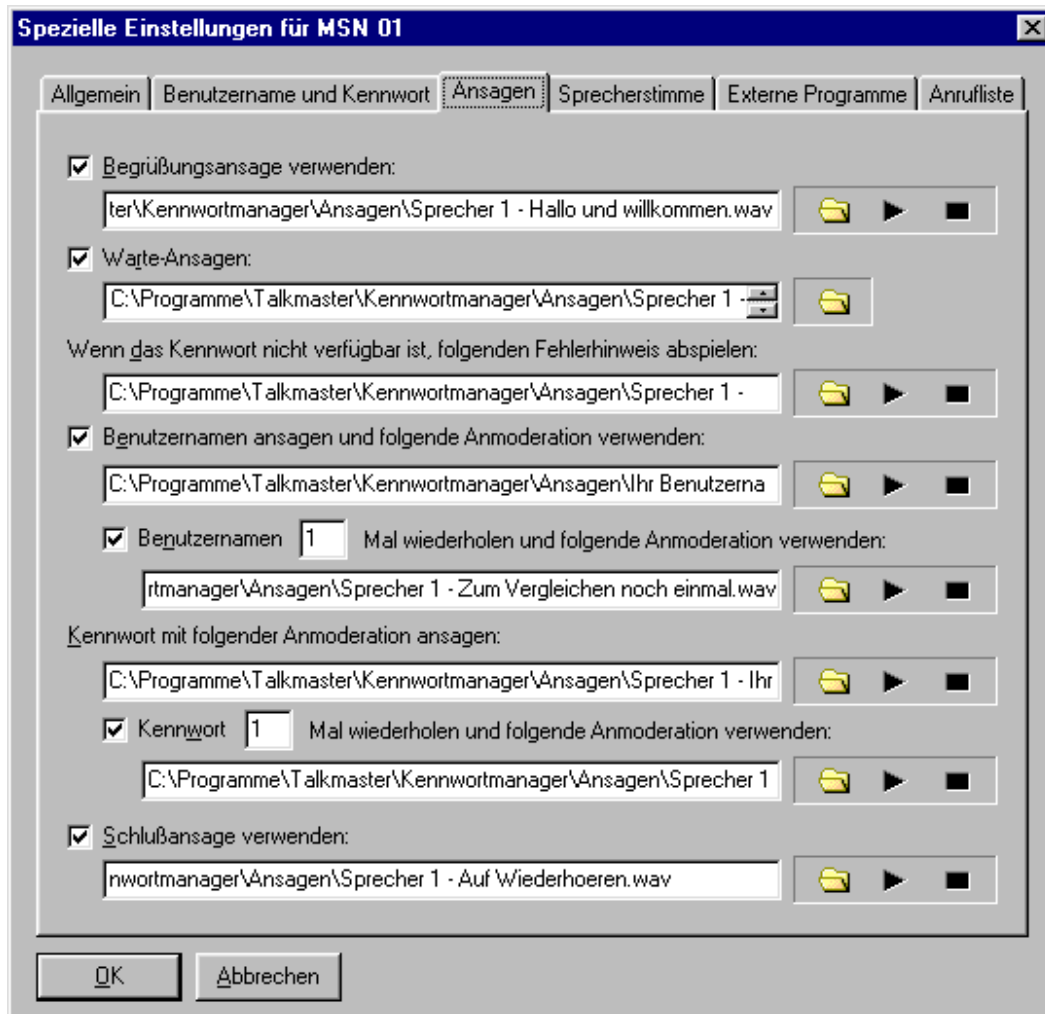 Spezielle Einstellungen für MSN 01
Allgemein Benutzername und Kennwort Ansagen Sprecherstimme Externe Programme Anrufliste
Begrüßungsansage verwenden:
ter\Kennwortmanager\Ansagen\Sprecher 1 - Hallo und willkommen.wav
Warte-Ansagen:
C:\Programme\Talkmaster\Kennwortmanager\Ansagen\Sprecher 1 -
Wenn das Kennwort nicht verfügbar ist, folgenden Fehlerhinweis abspielen:
C:\Programme\Talkmaster\Kennwortmanager\Ansagen\Sprecher 1 -
Benutzernamen ansagen und folgende Anmoderation verwenden:
C:\Programme\Talkmaster\Kennwortmanager\Ansagen\Ihr Benutzerna
Benutzernamen 1 Mal wiederholen und folgende Anmoderation verwenden:
rtmanager\Ansagen\Sprecher 1 - Zum Vergleichen noch einmal.wav
Kennwort mit folgender Anmoderation ansagen:
C:\Programme\Talkmaster\Kennwortmanager\Ansagen\Sprecher 1 - Ihr
Kennwort 1 Mal wiederholen und folgende Anmoderation verwenden:
C:\Programme\Talkmaster\Kennwortmanager\Ansagen\Sprecher 1
Schlußansage verwenden:
nwortmanager\Ansagen\Sprecher 1 - Auf Wiederhoeren.wav
OK Abbrechen